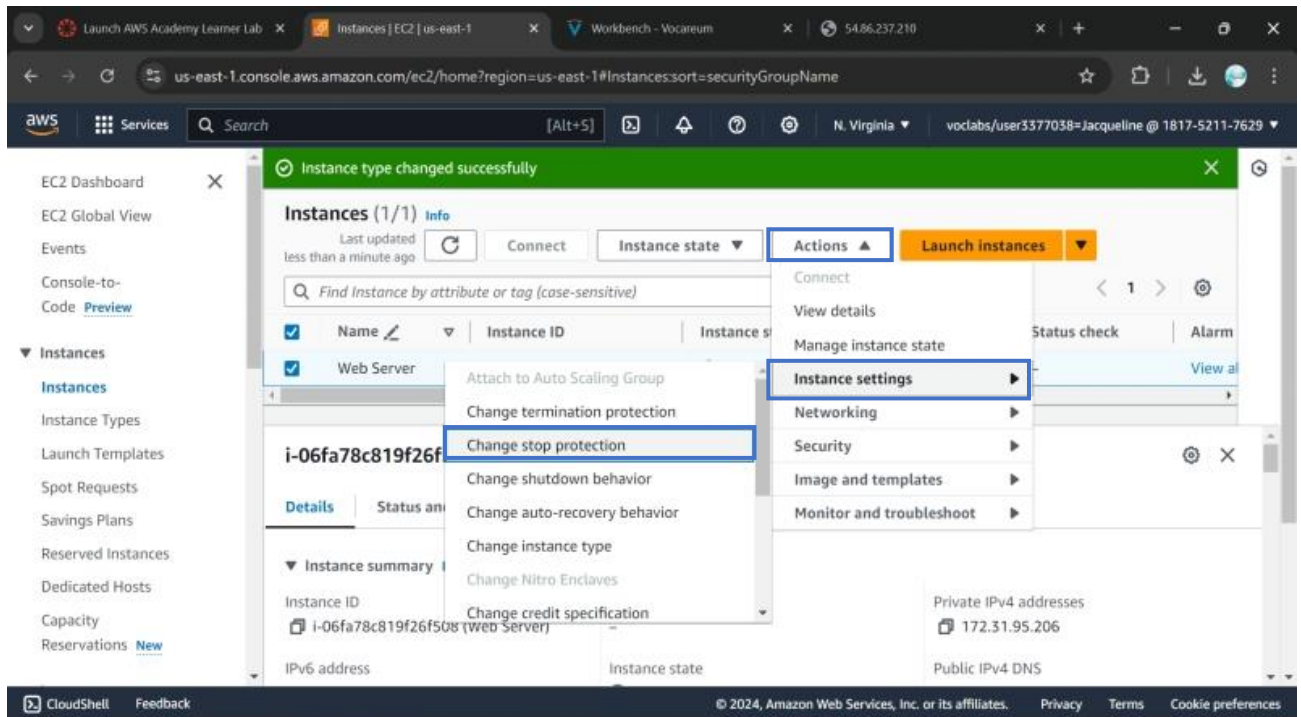 Launch AWS Academy Learner Lab
Instances | EC2 | us-east-1
Workbench - Vocareum
54.86.237.210
us-east-1.console.aws.amazon.com/ec2/home?region=us-east-1#Instances:sort=securityGroupName
aws
Services
Search
[Alt+S]
N. Virginia
voclabs/user3377038=Jacqueline @ 1817-5211-7629
EC2 Dashboard
EC2 Global View
Events
Console-to-
Code Preview
Instances
Instances
Instance Types
Launch Templates
Spot Requests
Savings Plans
Reserved Instances
Dedicated Hosts
Capacity
Reservations New
Instance type changed successfully
Instances (1/1) Info
Last updated
less than a minute ago
Connect
Instance state
Actions
Launch instances
Find Instance by attribute or tag (case-sensitive)
1
Name
Instance ID
Instance s
Status check
Alarm
Web Server
-
View al
Connect
View details
Manage instance state
Instance settings
Networking
Security
Image and templates
Monitor and troubleshoot
Attach to Auto Scaling Group
Change termination protection
Change stop protection
Change shutdown behavior
Change auto-recovery behavior
Change instance type
Change Nitro Enclaves
Change credit specification
i-06fa78c819f26f
Details
Status an
Instance summary
Instance ID
i-06fa78c819f26f508 (Web Server)
–
Private IPv4 addresses
172.31.95.206
IPv6 address
Instance state
Public IPv4 DNS
CloudShell
Feedback
© 2024, Amazon Web Services, Inc. or its affiliates.
Privacy
Terms
Cookie preferences